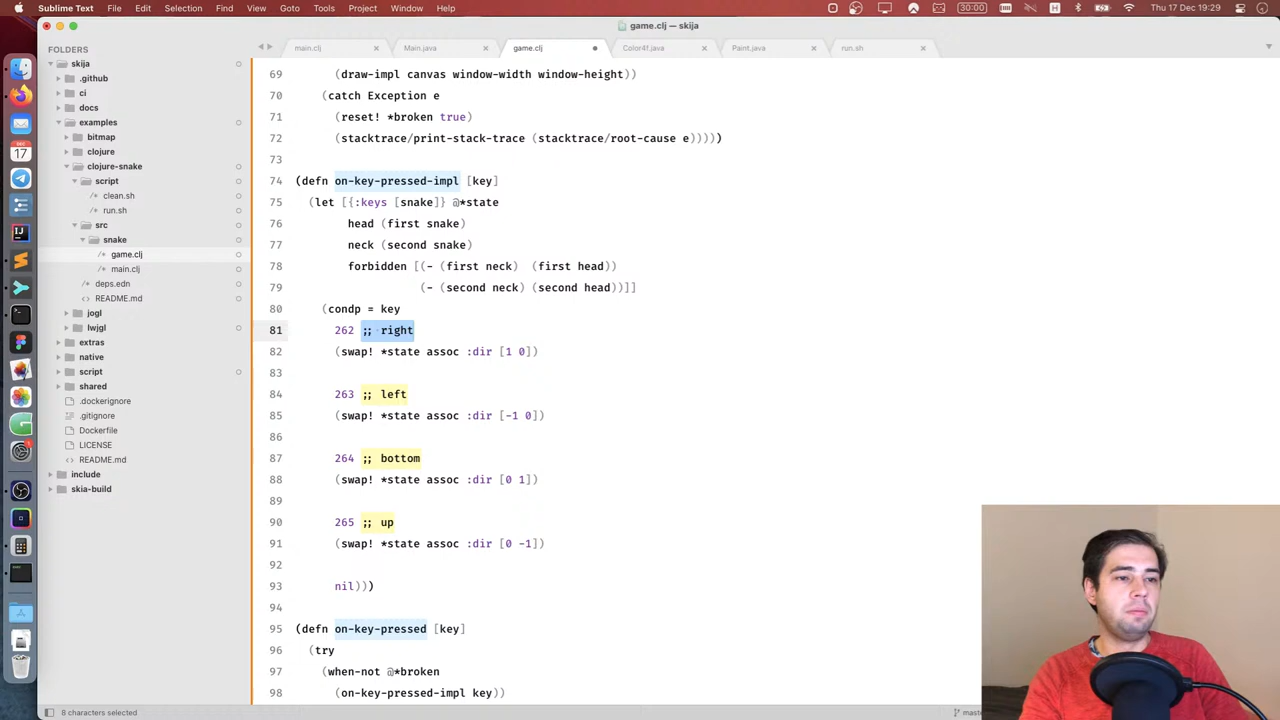 Sublime Text File Edit Selection Find View Goto Tools Project Window Help
30:00 Thu 17 Dec 19:29
game.clj — skija
FOLDERS
skija
.github
ci
docs
examples
bitmap
clojure
clojure-snake
script
clean.sh
run.sh
src
snake
game.clj
main.clj
deps.edn
README.md
jogl
lwjgl
extras
native
script
shared
.dockerignore
.gitignore
Dockerfile
LICENSE
README.md
include
skia-build
main.clj Main.java game.clj Color4f.java Paint.java run.sh
69 (draw-impl canvas window-width window-height))
70 (catch Exception e
71 (reset! *broken true)
72 (stacktrace/print-stack-trace (stacktrace/root-cause e)))))
73
74 (defn on-key-pressed-impl [key]
75 (let [{:keys [snake]} @*state
76 head (first snake)
77 neck (second snake)
78 forbidden [(- (first neck) (first head))
79 (- (second neck) (second head))]]
80 (condp = key
81 262 ;; right
82 (swap! *state assoc :dir [1 0])
83
84 263 ;; left
85 (swap! *state assoc :dir [-1 0])
86
87 264 ;; bottom
88 (swap! *state assoc :dir [0 1])
89
90 265 ;; up
91 (swap! *state assoc :dir [0 -1])
92
93 nil)))
94
95 (defn on-key-pressed [key]
96 (try
97 (when-not @*broken
98 (on-key-pressed-impl key))
8 characters selected